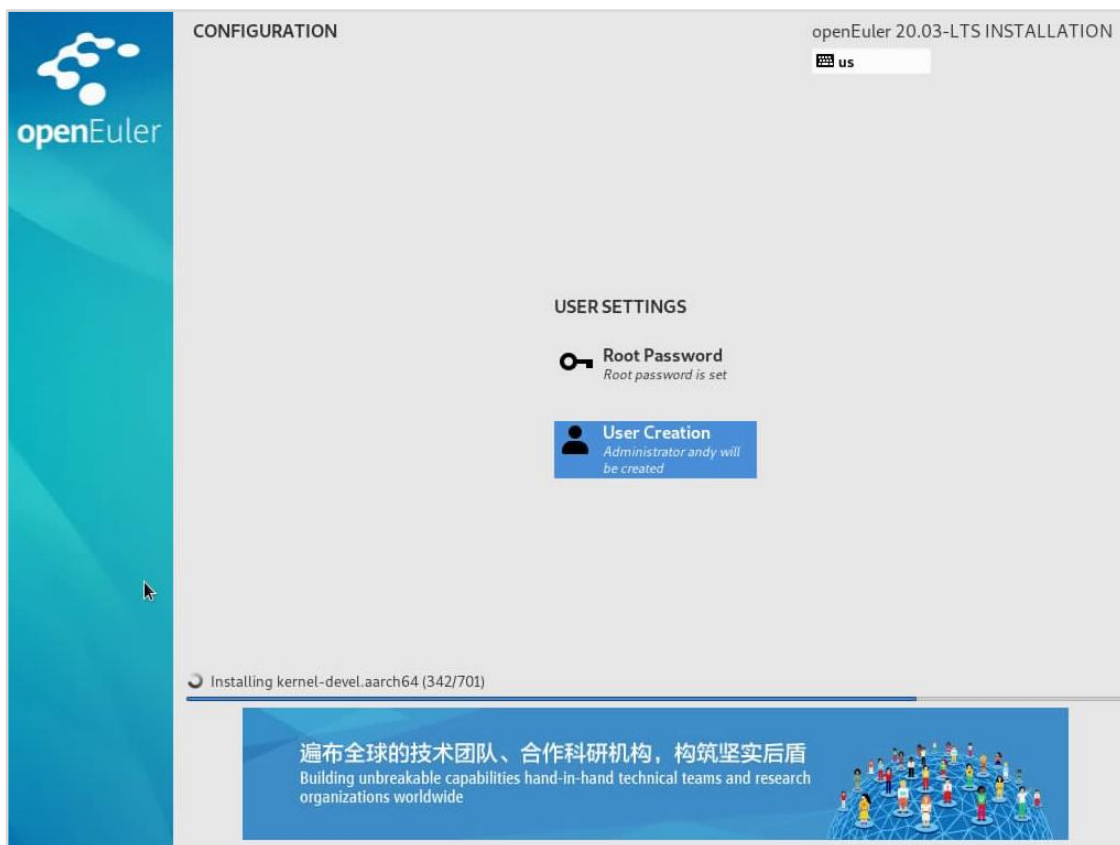 openEuler
CONFIGURATION
openEuler 20.03-LTS INSTALLATION
us
USER SETTINGS
Root Password
Root password is set
User Creation
Administrator andy will
be created
Installing kernel-devel.aarch64 (342/701)
遍布全球的技术团队、合作科研机构，构筑坚实后盾
Building unbreakable capabilities hand-in-hand technical teams and research
organizations worldwide